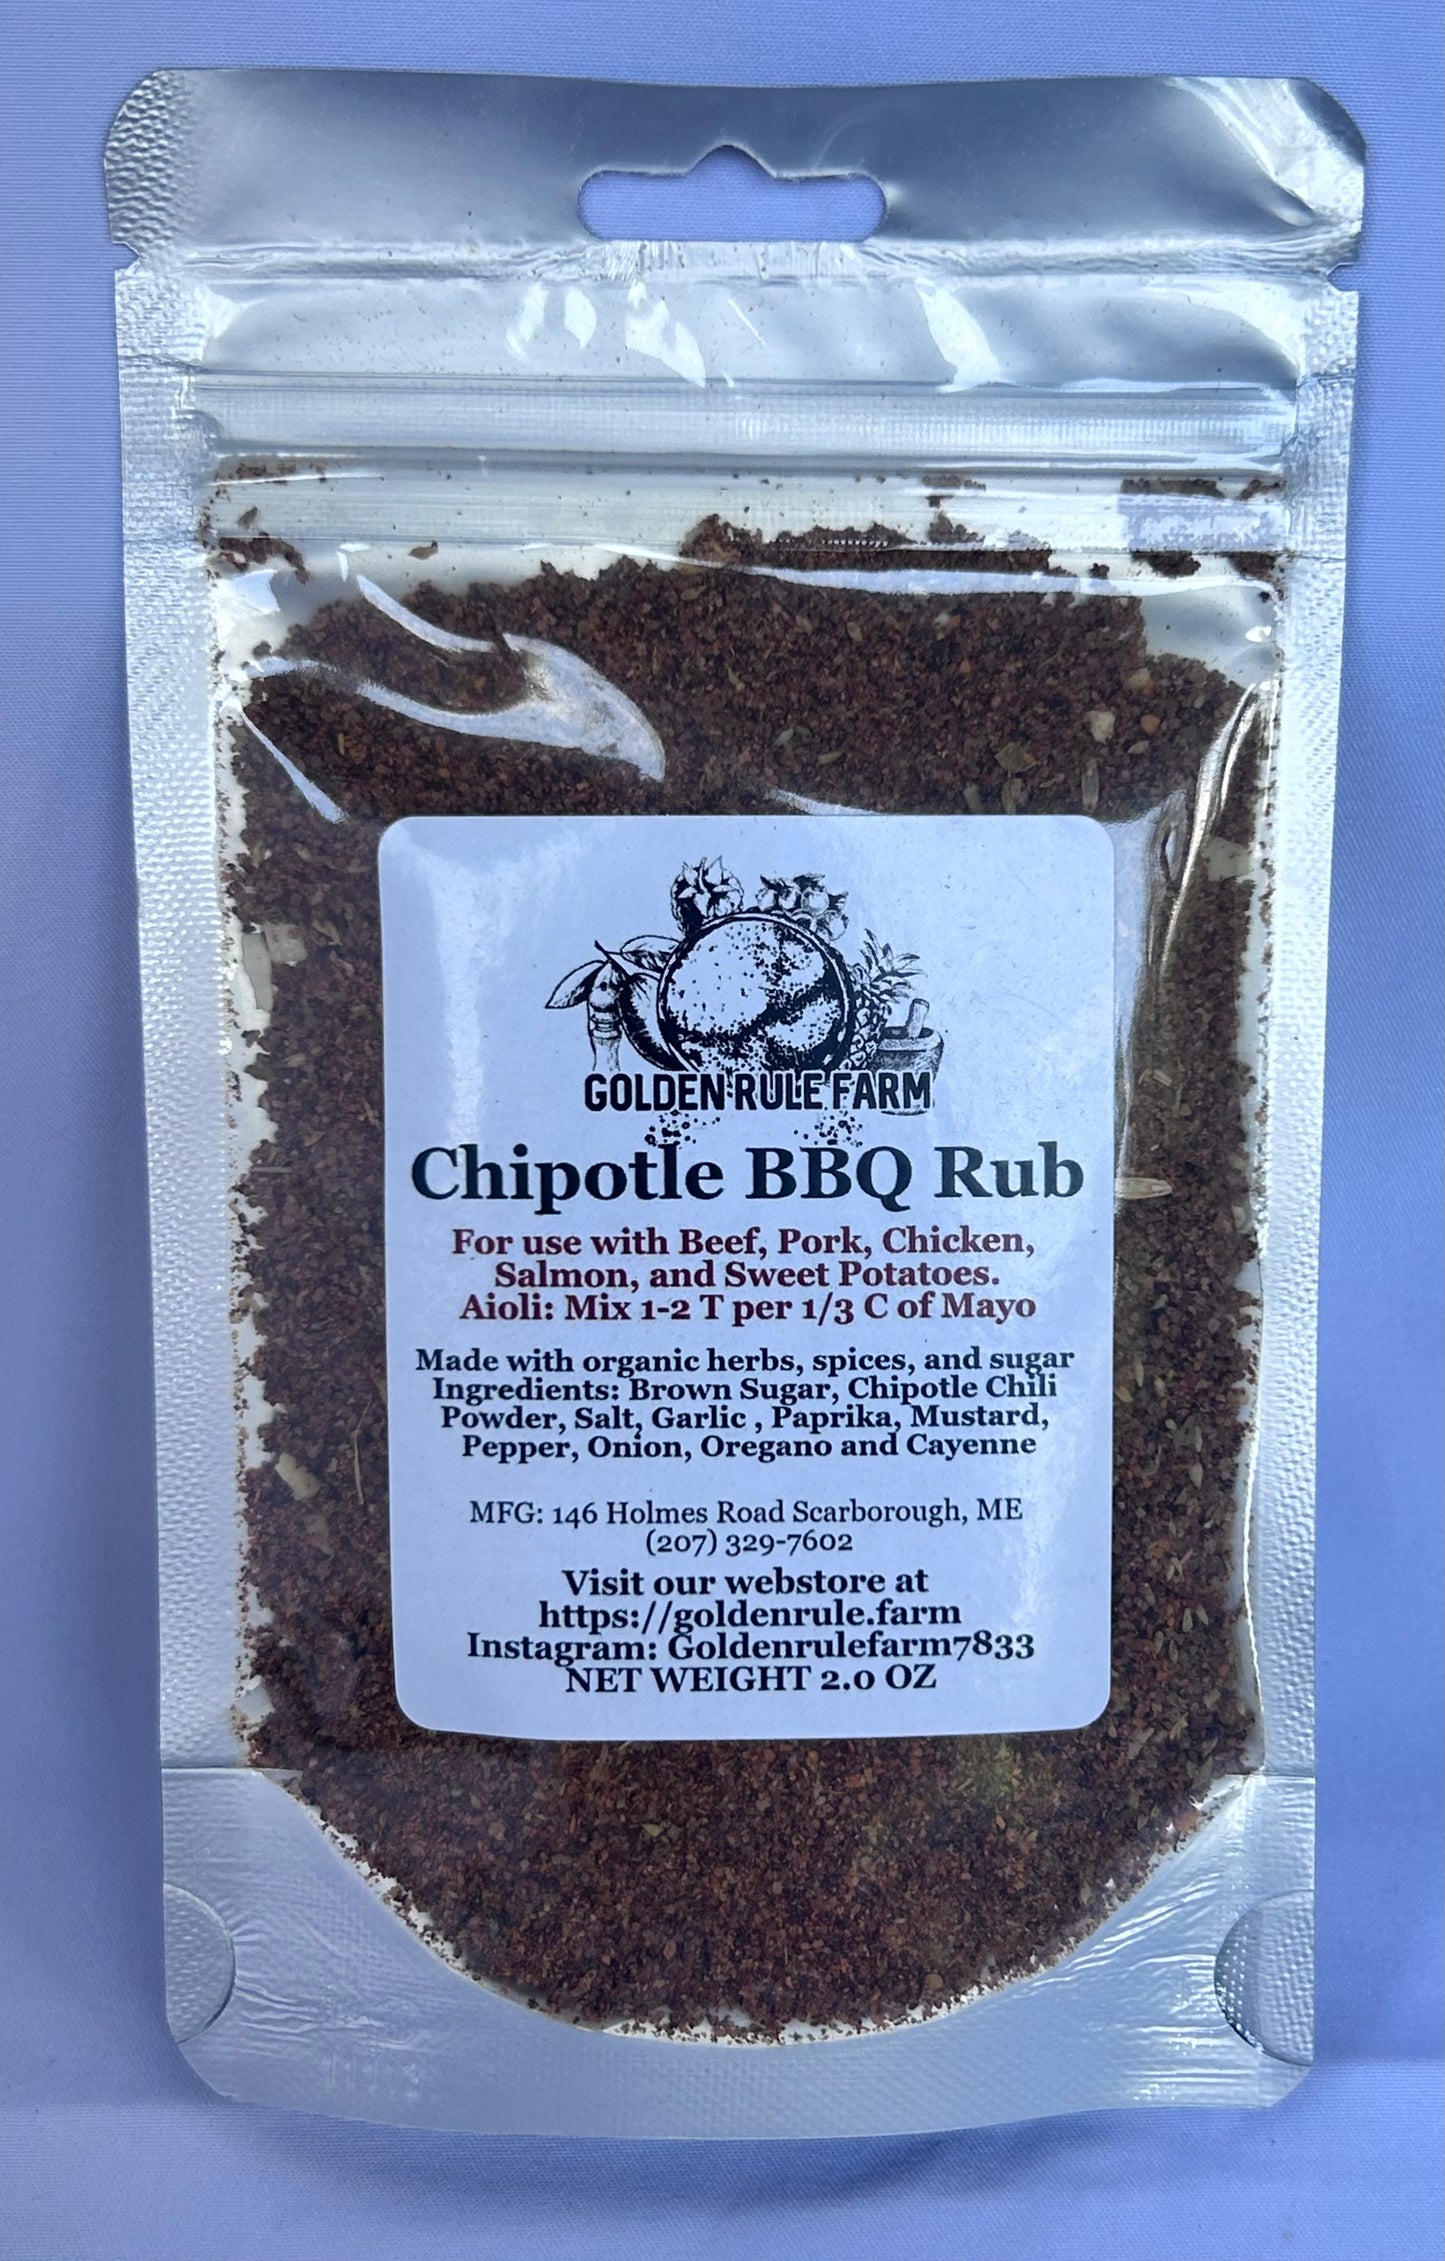 GOLDEN RULE FARM
Chipotle BBQ Rub
For use with Beef, Pork, Chicken,
Salmon, and Sweet Potatoes.
Aioli: Mix 1-2 T per 1/3 C of Mayo
Made with organic herbs, spices, and sugar
Ingredients: Brown Sugar, Chipotle Chili
Powder, Salt, Garlic , Paprika, Mustard,
Pepper, Onion, Oregano and Cayenne
MFG: 146 Holmes Road Scarborough, ME
(207) 329-7602
Visit our webstore at
https://goldenrule.farm
Instagram: Goldenrulefarm7833
NET WEIGHT 2.0 OZ